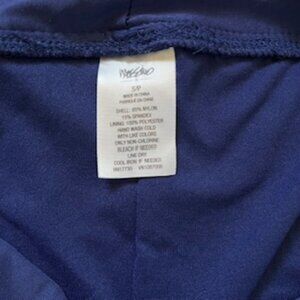 Mossimo
S/P
MADE IN CHINA
FABRIQUE EN CHINE
SHELL: 85% NYLON
15% SPANDEX
LINING: 100% POLYESTER
HAND WASH COLD
WITH LIKE COLORS
ONLY NON-CHLORINE
BLEACH IF NEEDED
LINE DRY
COOL IRON IF NEEDED